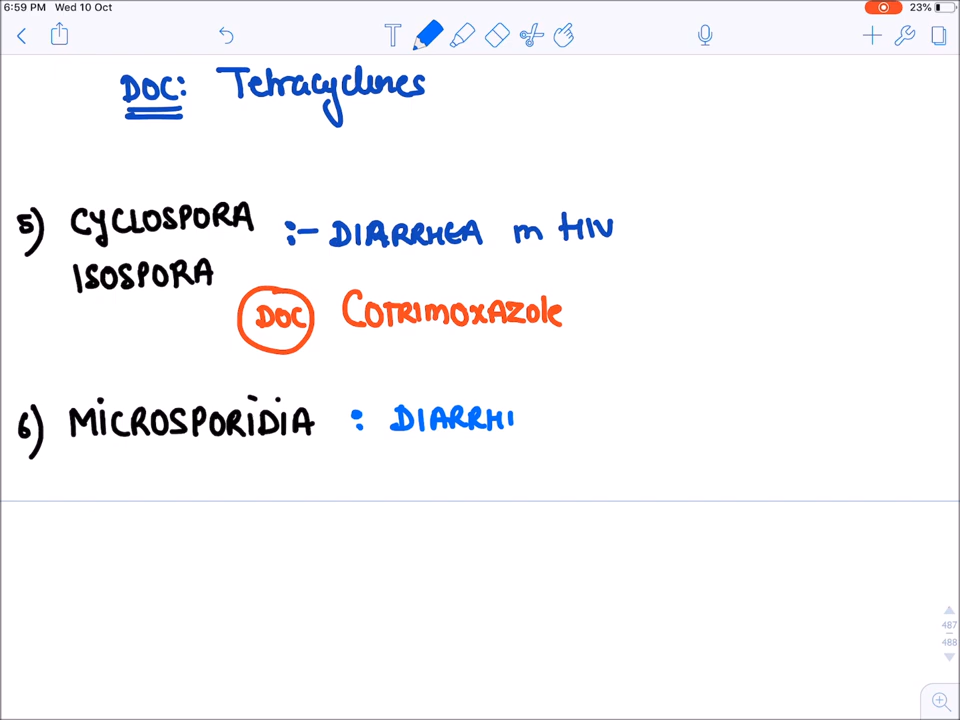 6:59 PM Wed 10 Oct 23%
T
DOC: Tetracyclines
5) CYCLOSPORA :- DIARRHEA in HIV
ISOSPORA
DOC COTRIMOXAZOLE
6) MICROSPORIDIA : DIARRHI
487
488